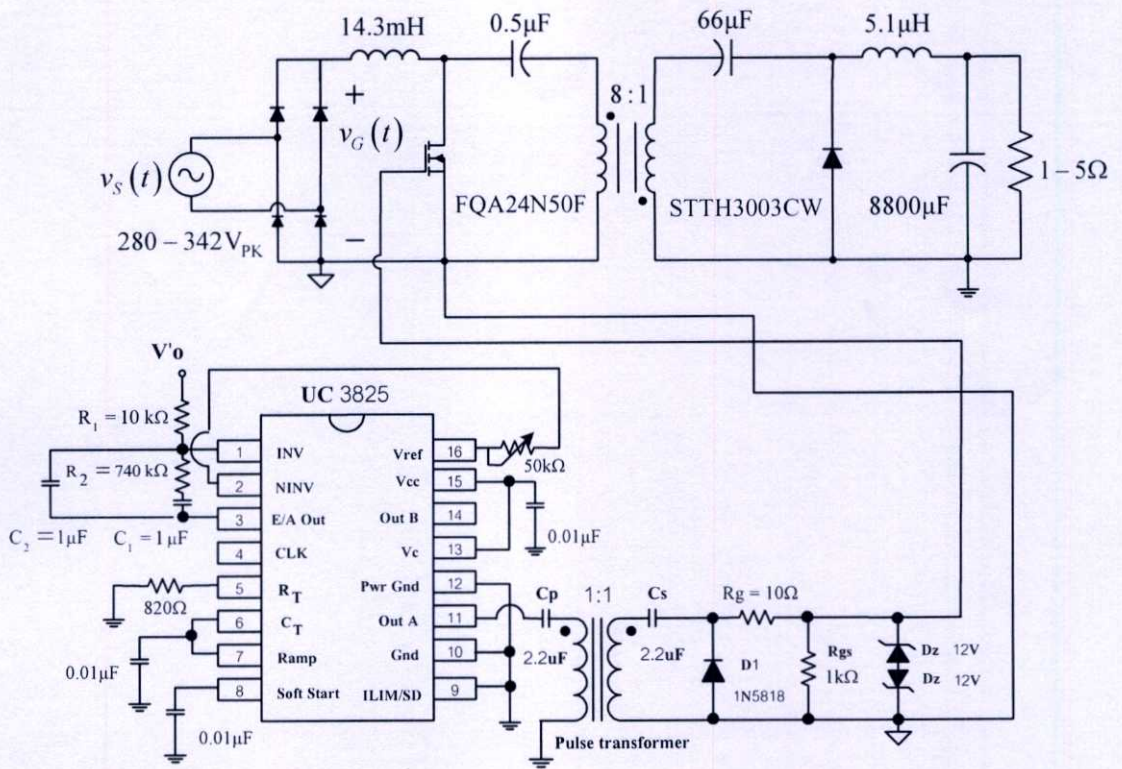 14.3mH
0.5μF
66μF
5.1μH
8 : 1
+
v_G(t)
−
v_S(t)
280 – 342V_PK
FQA24N50F
STTH3003CW
8800μF
1 – 5Ω
V'o
R₁ = 10 kΩ
R₂ = 740 kΩ
C₂ = 1μF
C₁ = 1μF
820Ω
0.01μF
0.01μF
UC 3825
1 INV
2 NINV
3 E/A Out
4 CLK
5 R_T
6 C_T
7 Ramp
8 Soft Start
Vref 16
Vcc 15
Out B 14
Vc 13
Pwr Gnd 12
Out A 11
Gnd 10
ILIM/SD 9
50kΩ
0.01μF
Cp
2.2uF
1:1
Cs
2.2uF
Pulse transformer
Rg = 10Ω
D1
1N5818
Rgs
1kΩ
Dz 12V
Dz 12V